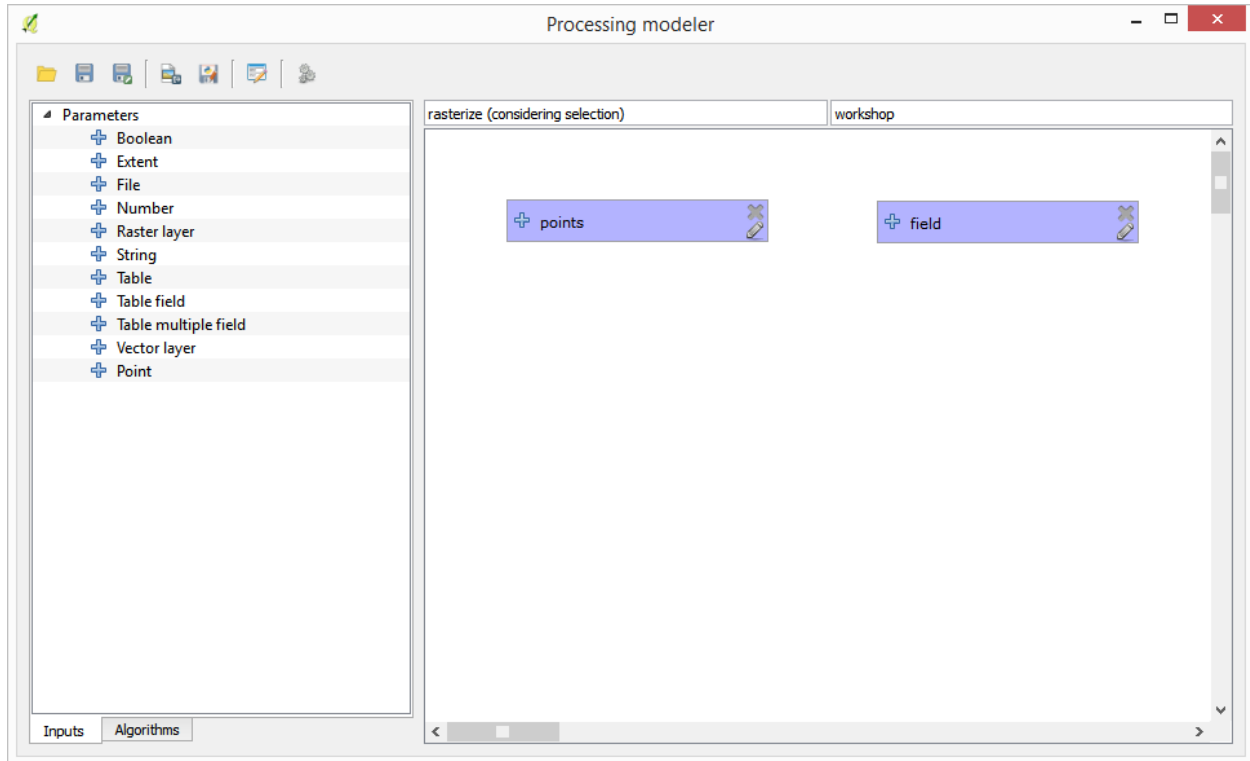 Processing modeler
Parameters
Boolean
Extent
File
Number
Raster layer
String
Table
Table field
Table multiple field
Vector layer
Point
Inputs Algorithms
rasterize (considering selection) workshop
points field